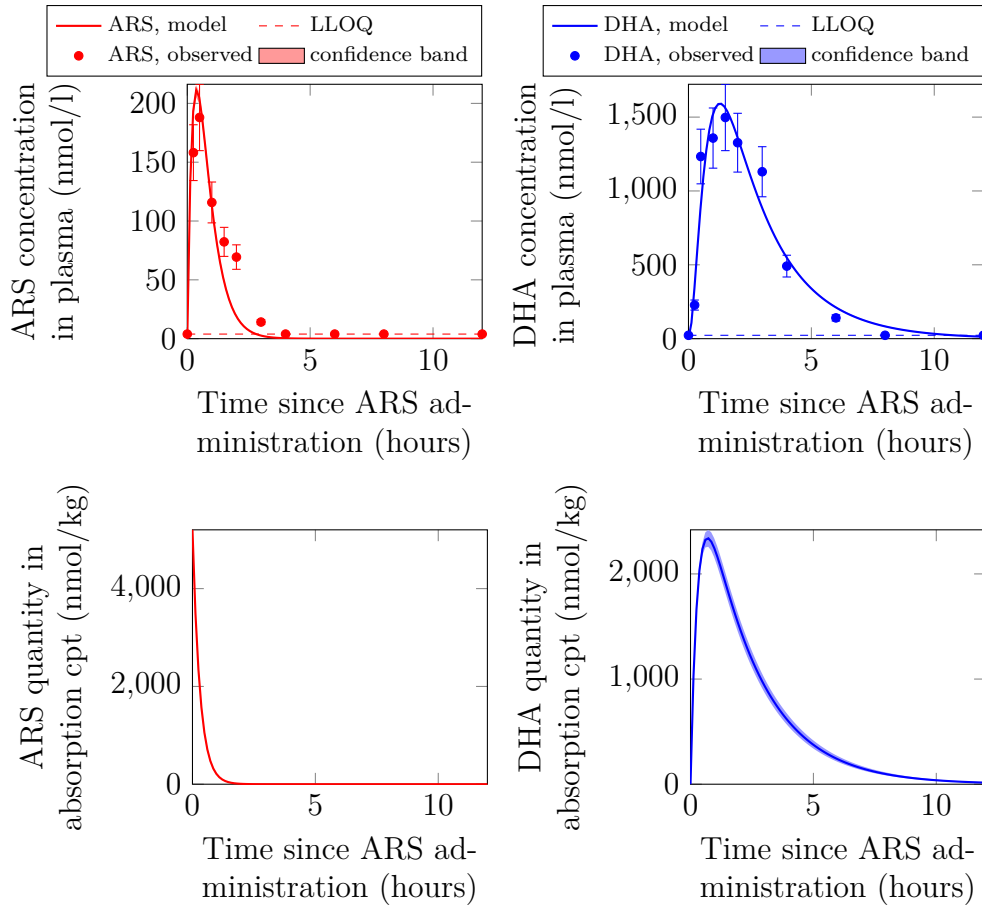 ARS, model
LLOQ
ARS, observed
confidence band
DHA, model
LLOQ
DHA, observed
confidence band
ARS concentration
in plasma (nmol/l)
200
150
100
50
0
0
5
10
Time since ARS ad-
ministration (hours)
DHA concentration
in plasma (nmol/l)
1,500
1,000
500
0
0
5
10
Time since ARS ad-
ministration (hours)
ARS quantity in
absorption cpt (nmol/kg)
4,000
2,000
0
0
5
10
Time since ARS ad-
ministration (hours)
DHA quantity in
absorption cpt (nmol/kg)
2,000
1,000
0
0
5
10
Time since ARS ad-
ministration (hours)